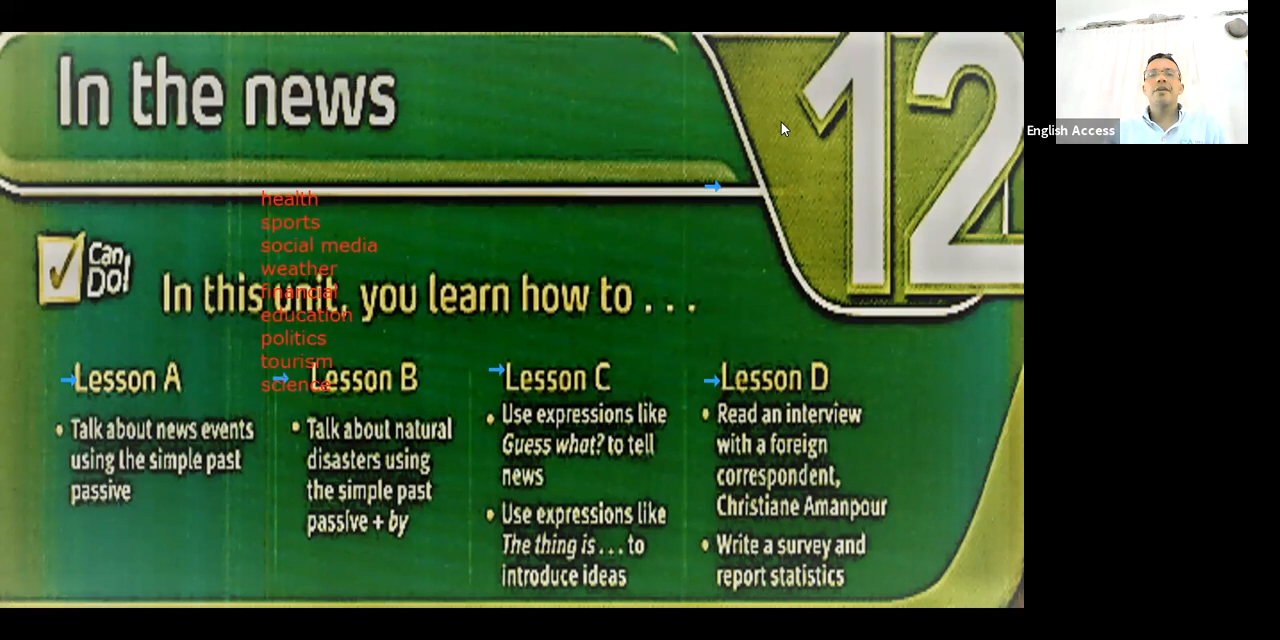 In the news
12
English Access
health
sports
social media
weather
financial
education
politics
tourism
science
Can
Do!
In this unit, you learn how to . . .
Lesson A
• Talk about news events
using the simple past
passive
Lesson B
• Talk about natural
disasters using
the simple past
passive + by
Lesson C
• Use expressions like
Guess what? to tell
news
• Use expressions like
The thing is . . . to
introduce ideas
Lesson D
• Read an interview
with a foreign
correspondent,
Christiane Amanpour
• Write a survey and
report statistics